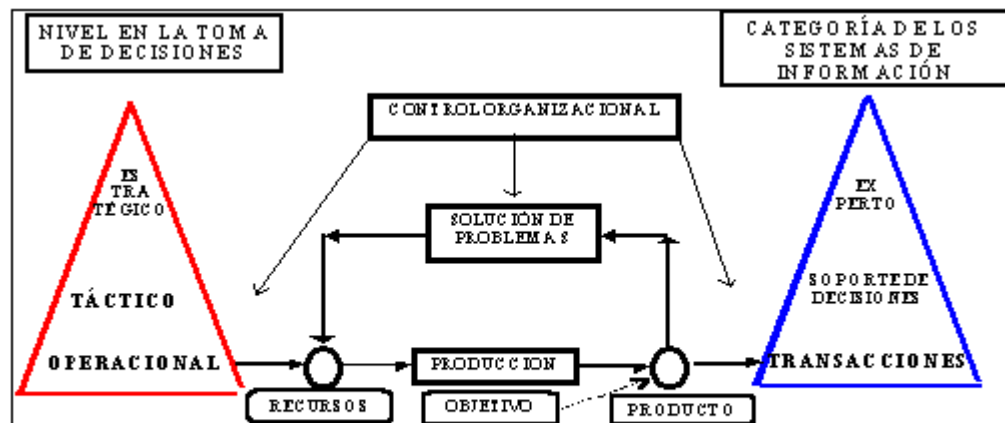 NIVEL EN LA TOMA
DE DECISIONES
CATEGORÍA DE LOS
SISTEMAS DE
INFORMACIÓN
CONTROL ORGANIZACIONAL
ES
TRA
TÉGICO
TÁCTICO
OPERACIONAL
SOLUCIÓN DE
PROBLEMAS
EX
PERTO
SOPORTE DE
DECISIONES
TRANSACCIONES
PRODUCCION
RECURSOS
OBJETIVO
PRODUCTO